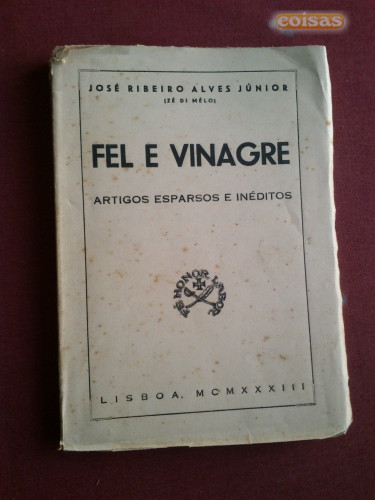 coisas
JOSÉ RIBEIRO ALVES JÚNIOR
(ZÉ DI MÉLO)
FEL E VINAGRE
ARTIGOS ESPARSOS E INÉDITOS
HONOR LABOR
LISBOA, MCMXXXIII